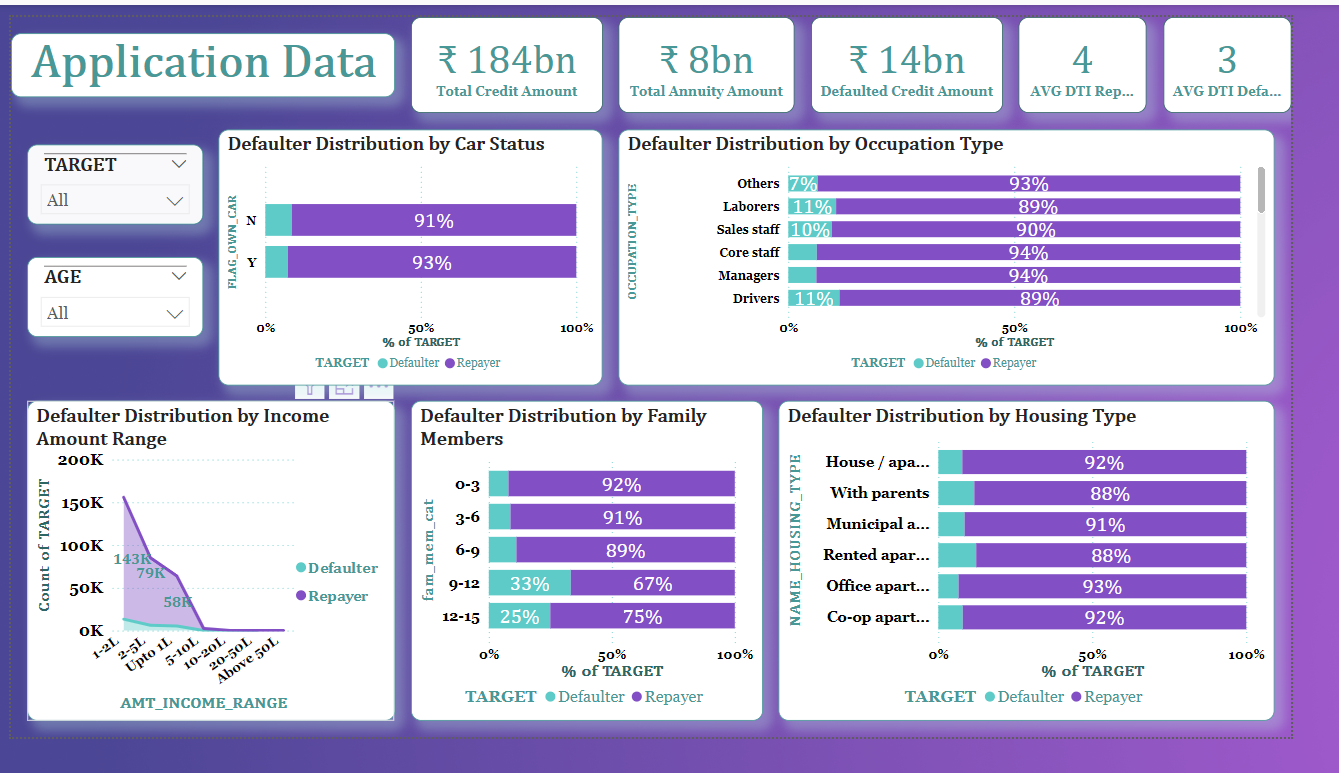 Application Data
₹ 184bn
Total Credit Amount
₹ 8bn
Total Annuity Amount
₹ 14bn
Defaulted Credit Amount
4
AVG DTI Rep...
3
AVG DTI Defa...
TARGET
All
AGE
All
Defaulter Distribution by Car Status
FLAG_OWN_CAR
N
91%
Y
93%
0%
50%
100%
% of TARGET
TARGET
Defaulter
Repayer
Defaulter Distribution by Occupation Type
OCCUPATION_TYPE
Others
7%
93%
Laborers
11%
89%
Sales staff
10%
90%
Core staff
94%
Managers
94%
Drivers
11%
89%
0%
50%
100%
% of TARGET
TARGET
Defaulter
Repayer
Defaulter Distribution by Income
Amount Range
Count of TARGET
200K
150K
100K
50K
0K
143K
79K
58K
1-2L
2-5L
Upto 1L
5-10L
10-20L
20-50L
Above 50L
AMT_INCOME_RANGE
Defaulter
Repayer
Defaulter Distribution by Family
Members
fam_mem_cat
0-3
92%
3-6
91%
6-9
89%
9-12
33%
67%
12-15
25%
75%
0%
50%
100%
% of TARGET
TARGET
Defaulter
Repayer
Defaulter Distribution by Housing Type
NAME_HOUSING_TYPE
House / apa...
92%
With parents
88%
Municipal a...
91%
Rented apar...
88%
Office apart...
93%
Co-op apart...
92%
0%
50%
100%
% of TARGET
TARGET
Defaulter
Repayer